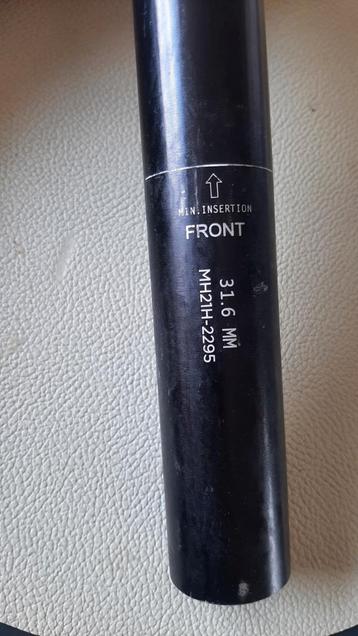 MIN.INSERTION
FRONT
31.6 MM
MH21H-2295